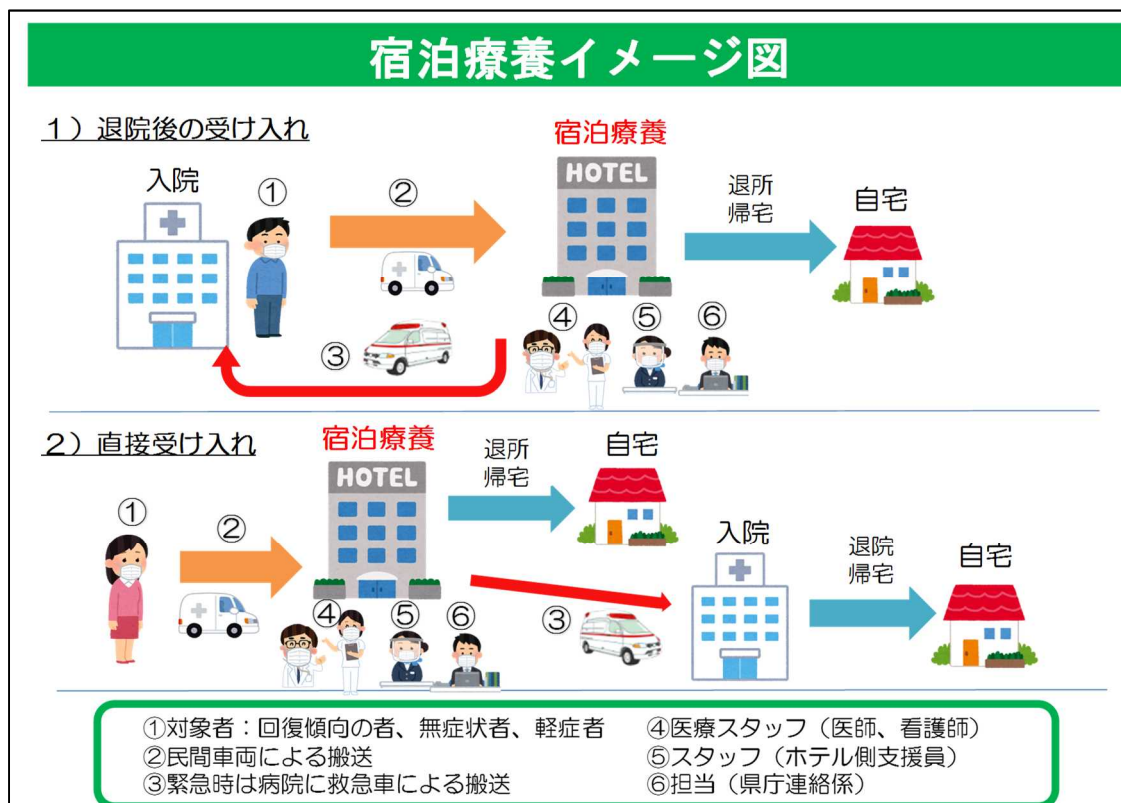 宿泊療養イメージ図
1）退院後の受け入れ
入院
①
②
宿泊療養
HOTEL
退所
帰宅
自宅
③
④
⑤
⑥
2）直接受け入れ
①
②
宿泊療養
HOTEL
④
⑤
⑥
退所
帰宅
自宅
③
入院
退院
帰宅
自宅
①対象者：回復傾向の者、無症状者、軽症者
②民間車両による搬送
③緊急時は病院に救急車による搬送
④医療スタッフ（医師、看護師）
⑤スタッフ（ホテル側支援員）
⑥担当（県庁連絡係）